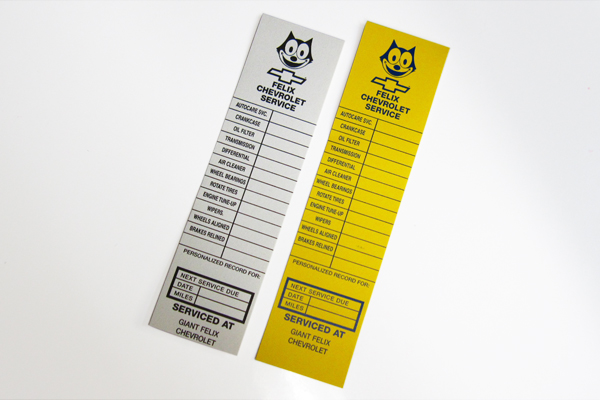 FELIX
CHEVROLET
SERVICE
AUTOCARE SVC.
CRANKCASE
OIL FILTER
TRANSMISSION
DIFFERENTIAL
AIR CLEANER
WHEEL BEARINGS
ROTATE TIRES
ENGINE TUNE-UP
WIPERS
WHEELS ALIGNED
BRAKES RELINED
PERSONALIZED RECORD FOR:
NEXT SERVICE DUE
DATE
MILES
SERVICED AT
GIANT FELIX
CHEVROLET
FELIX
CHEVROLET
SERVICE
AUTOCARE SVC.
CRANKCASE
OIL FILTER
TRANSMISSION
DIFFERENTIAL
AIR CLEANER
WHEEL BEARINGS
ROTATE TIRES
ENGINE TUNE-UP
WIPERS
WHEELS ALIGNED
BRAKES RELINED
PERSONALIZED RECORD FOR:
NEXT SERVICE DUE
DATE
MILES
SERVICED AT
GIANT FELIX
CHEVROLET